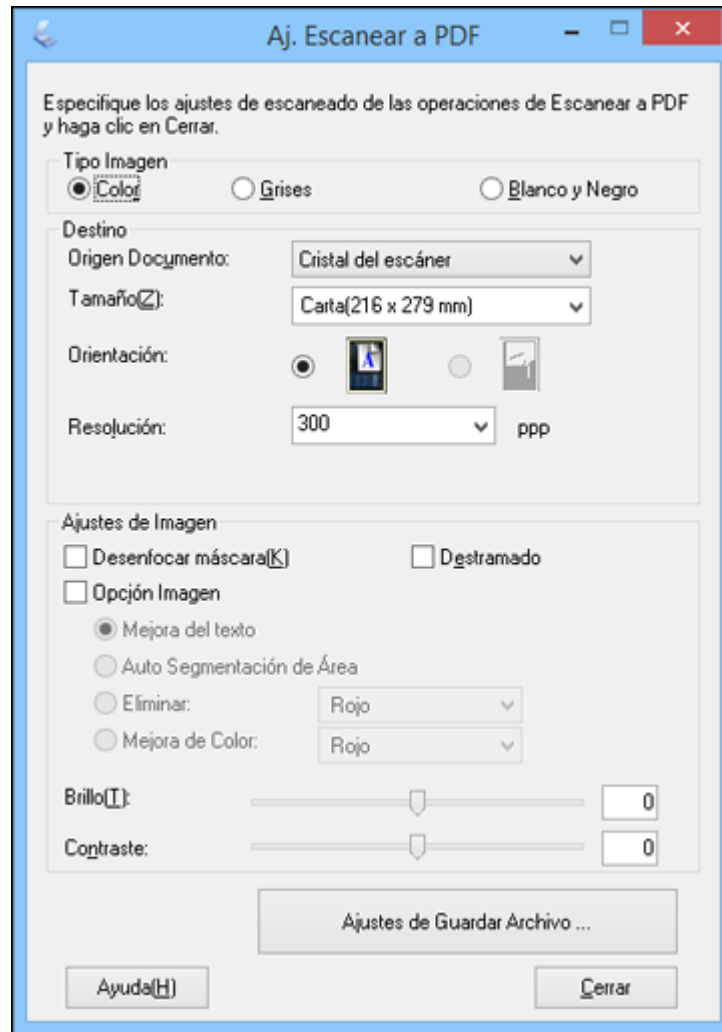 Aj. Escanear a PDF
Especifique los ajustes de escaneado de las operaciones de Escanear a PDF
y haga clic en Cerrar.
Tipo Imagen
Color Grises Blanco y Negro
Destino
Origen Documento: Cristal del escáner
Tamaño(Z): Carta(216 x 279 mm)
Orientación: A
Resolución: 300 ppp
Ajustes de Imagen
Desenfocar máscara(K) Destramado
Opción Imagen
Mejora del texto
Auto Segmentación de Área
Eliminar: Rojo
Mejora de Color: Rojo
Brillo(T): 0
Contraste: 0
Ajustes de Guardar Archivo ...
Ayuda(H) Cerrar